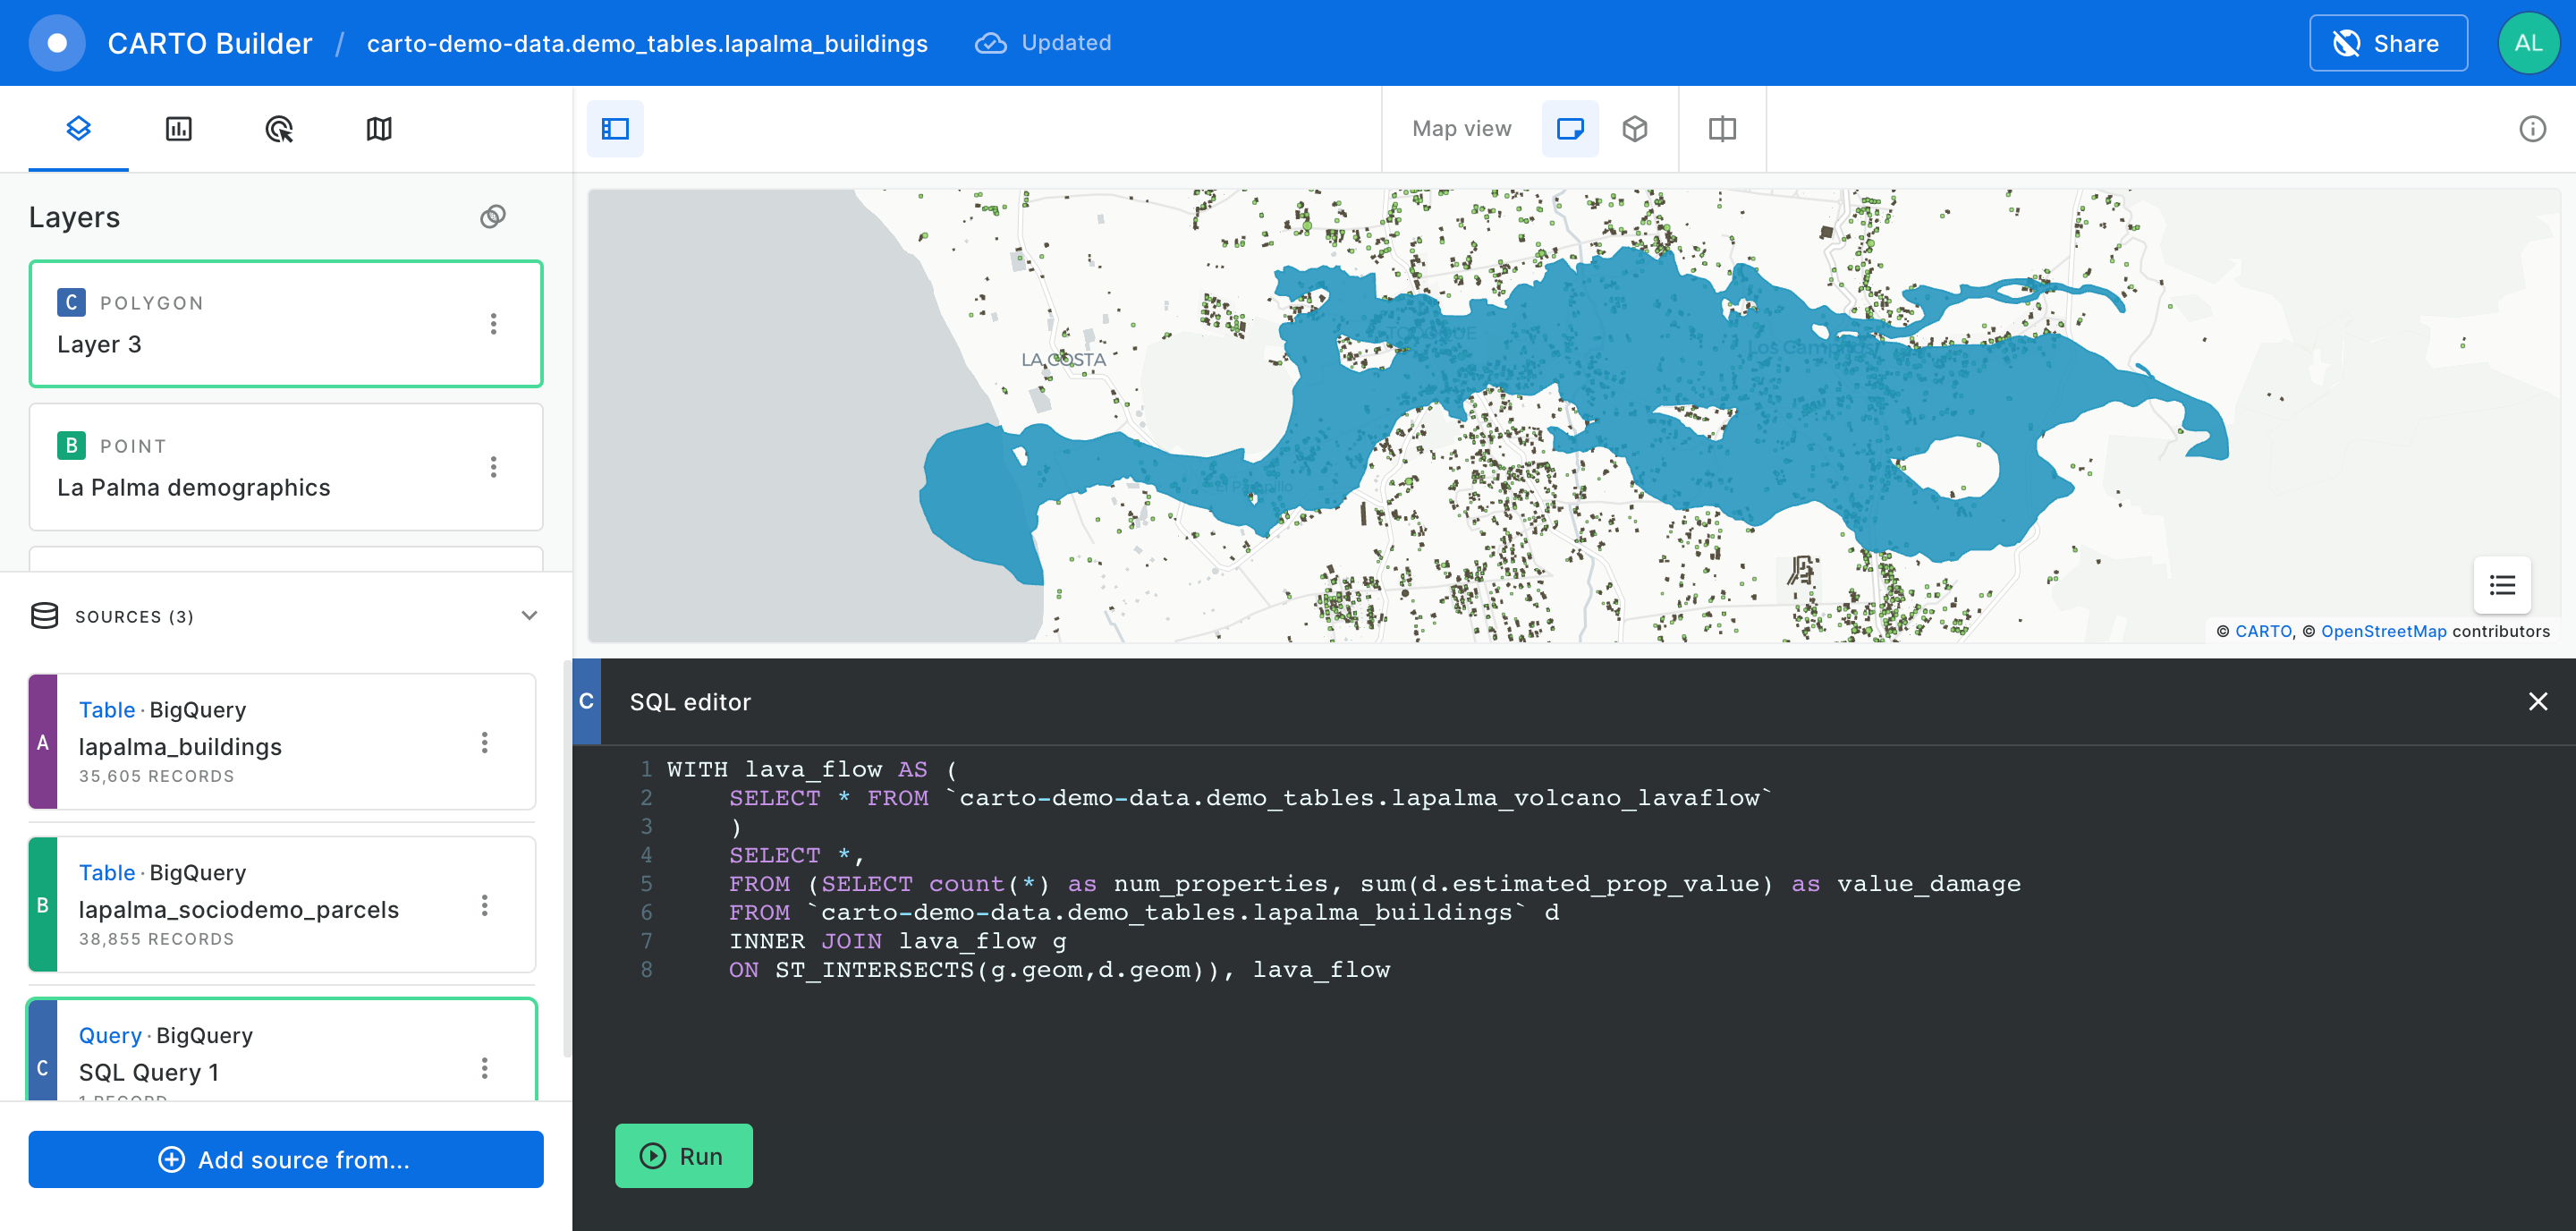 CARTO Builder / carto-demo-data.demo_tables.lapalma_buildings Updated Share AL
Map view
Layers
C POLYGON
Layer 3
B POINT
La Palma demographics
SOURCES (3)
A
Table · BigQuery
lapalma_buildings
35,605 RECORDS
B
Table · BigQuery
lapalma_sociodemo_parcels
38,855 RECORDS
C
Query · BigQuery
SQL Query 1
1 RECORD
Add source from...
LA COSTA
Los Campitos
© CARTO, © OpenStreetMap contributors
C SQL editor
1 WITH lava_flow AS (
2 SELECT * FROM `carto-demo-data.demo_tables.lapalma_volcano_lavaflow`
3 )
4 SELECT *,
5 FROM (SELECT count(*) as num_properties, sum(d.estimated_prop_value) as value_damage
6 FROM `carto-demo-data.demo_tables.lapalma_buildings` d
7 INNER JOIN lava_flow g
8 ON ST_INTERSECTS(g.geom,d.geom)), lava_flow
Run